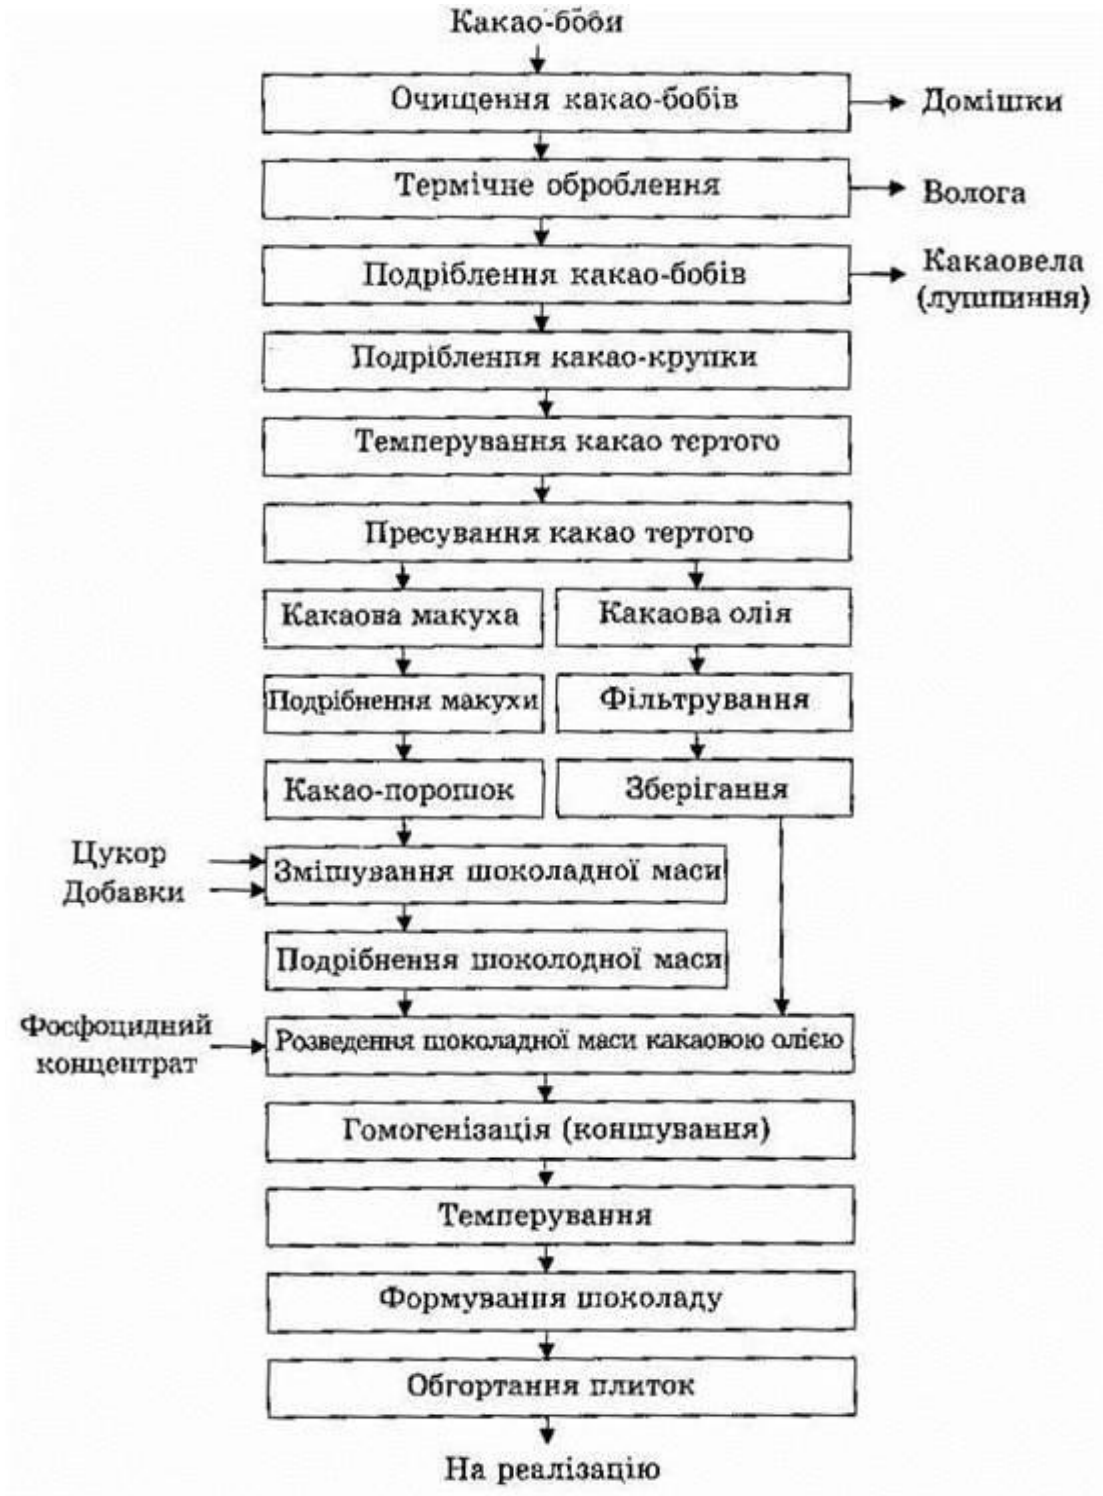 Какао-боби
Очищення какао-бобів
Домішки
Термічне оброблення
Волога
Подріблення какао-бобів
Какаовела
(лушпиння)
Подріблення какао-крупки
Темперування какао тертого
Пресування какао тертого
Какаова макуха
Какаова олія
Подрібнення макухи
Фільтрування
Какао-порошок
Зберігання
Цукор
Добавки
Змішування шоколадної маси
Подрібнення шоколодної маси
Фосфоцидний
концентрат
Розведення шоколадної маси какаовою олією
Гомогенізація (коншування)
Темперування
Формування шоколаду
Обгортання плиток
На реалізацію